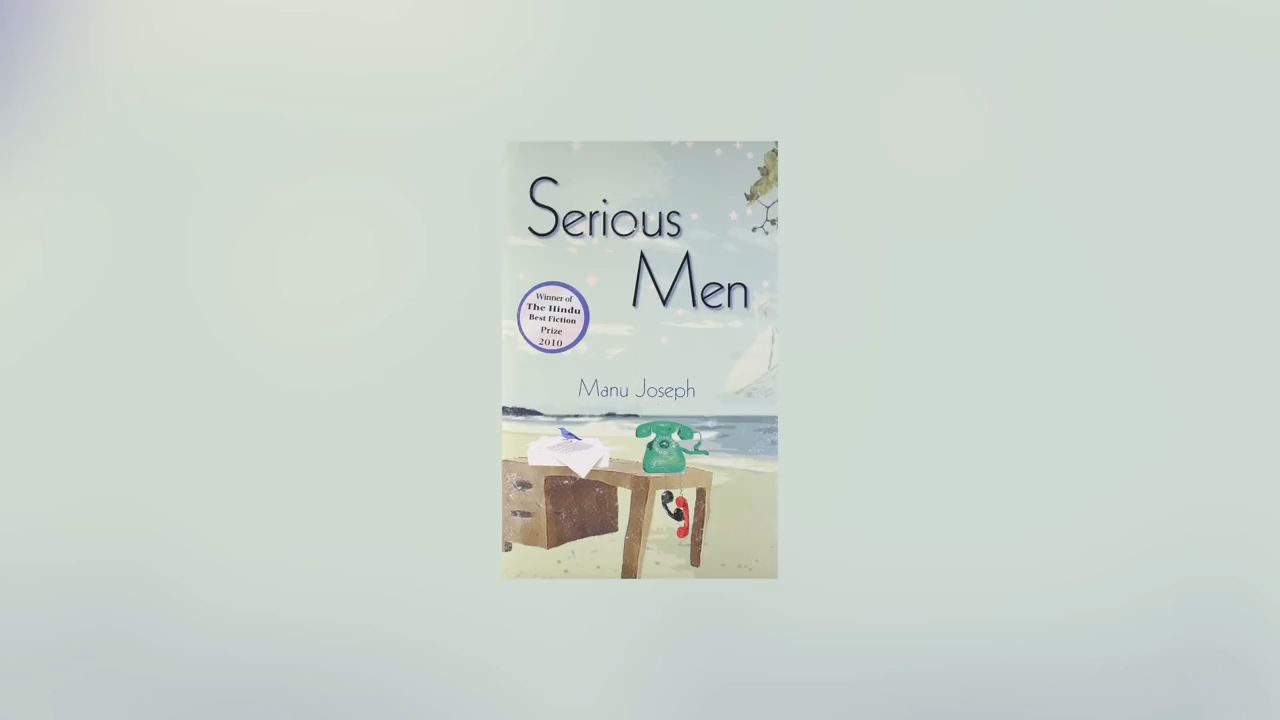 Serious
Men
Winner of
The Hindu
Best Fiction
Prize
2010
Manu Joseph